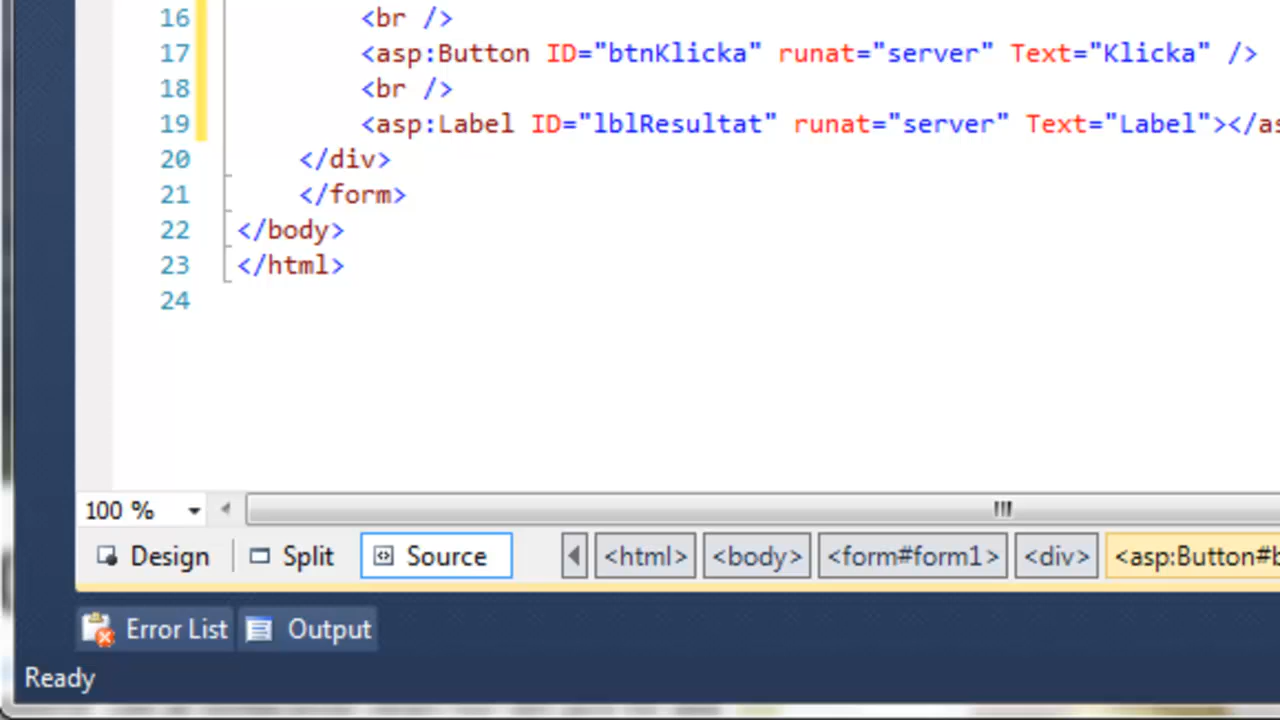 16 <br />
17 <asp:Button ID="btnKlicka" runat="server" Text="Klicka" />
18 <br />
19 <asp:Label ID="lblResultat" runat="server" Text="Label"></as
20 </div>
21 </form>
22 </body>
23 </html>
24
100 %
Design Split Source <html> <body> <form#form1> <div> <asp:Button#b
Error List Output
Ready